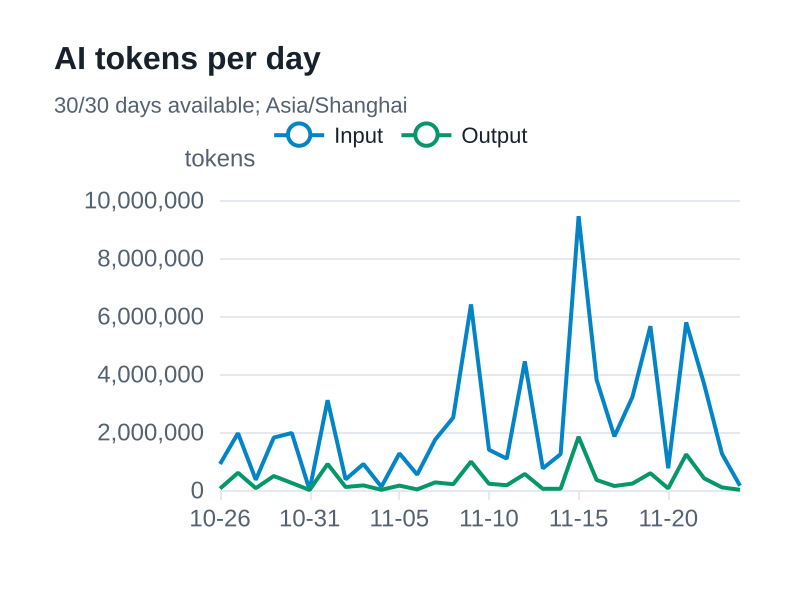 AI tokens per day
30/30 days available; Asia/Shanghai
Input Output
tokens
10,000,000
8,000,000
6,000,000
4,000,000
2,000,000
0
10-26 10-31 11-05 11-10 11-15 11-20